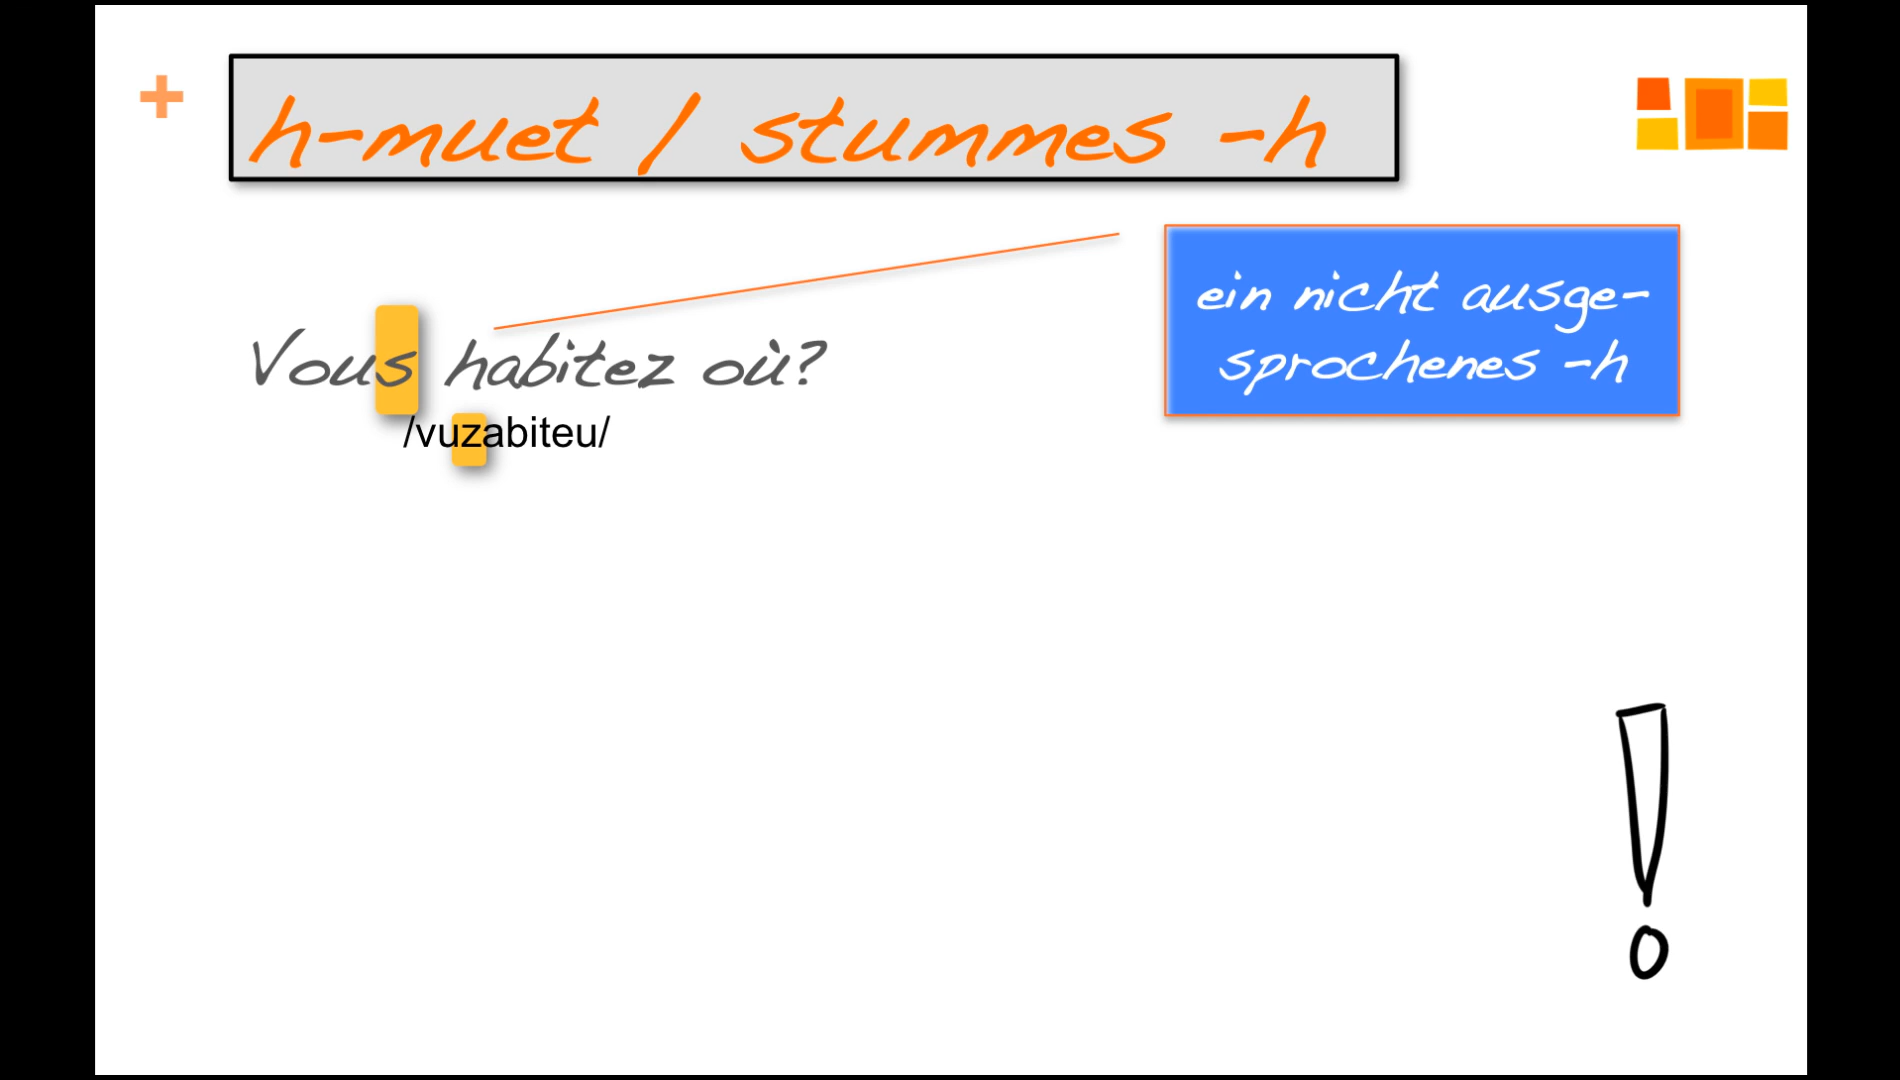 h-muet / stummes -h
ein nicht ausge-
sprochenes -h
Vous habitez où?
/vuzabiteu/